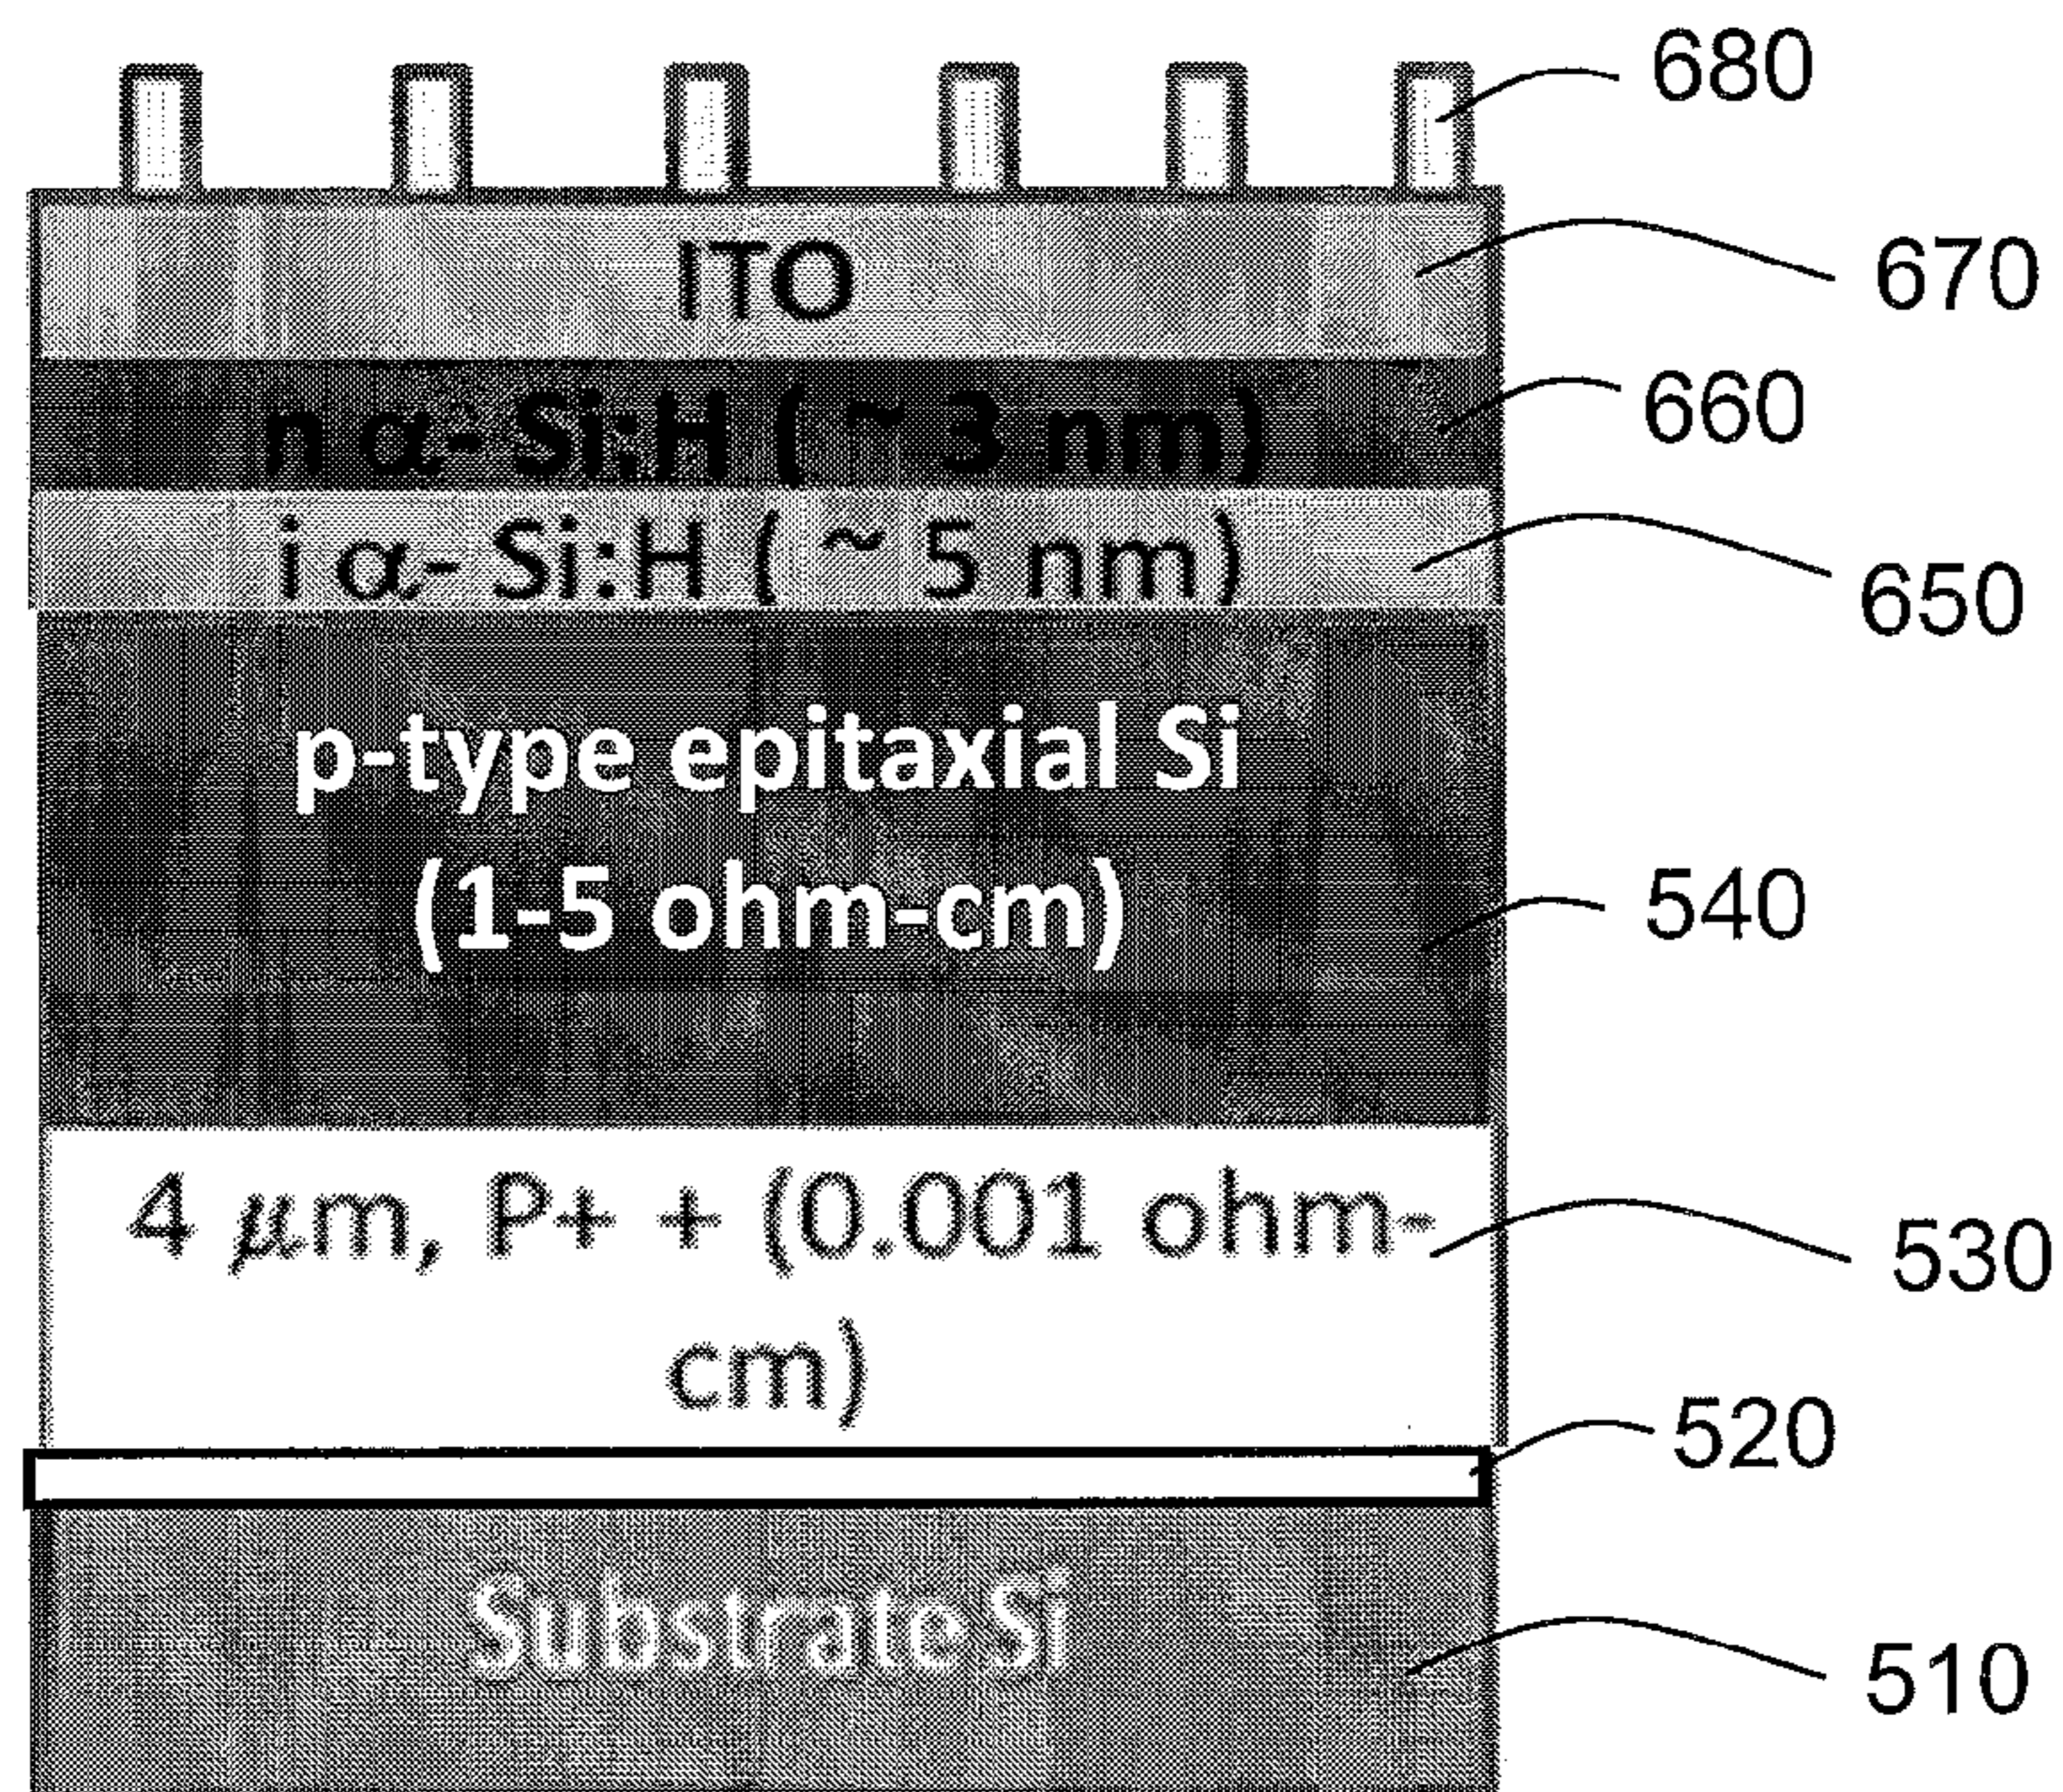 680
ITO
670
n α- Si:H ( ~ 3 nm)
660
i α- Si:H ( ~ 5 nm)
650
p-type epitaxial Si
(1-5 ohm-cm)
540
4 μm, P+ + (0.001 ohm-
cm)
530
520
Substrate Si
510